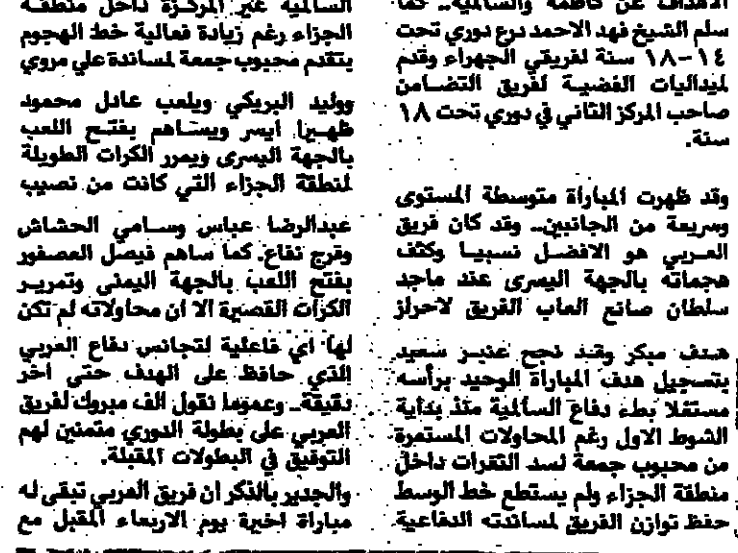 الاهداف عن كاظمة والسالمية.. كما
سلم الشيخ فهد الاحمد درع دوري تحت
١٤-١٨ سنة لفريقي الجهراء وقدم
لميداليات الفضية لفريق التضامن
صاحب المركز الثاني في دوري تحت ١٨
سنة.
وقد ظهرت المباراة متوسطة المستوى
وسريعة من الجانبين.. وقد كان فريق
العربي هو الافضل نسبيا وكثف
هجماته بالجهة اليسرى عند ماجد
سلطان صانع العاب الفريق لاحراز
هدف مبكر وقد نجح عنبر سعيد
بتسجيل هدف المباراة الوحيد برأسه
مستغلا بطء دفاع السالمية منذ بداية
الشوط الاول رغم المحاولات المستمرة
من محبوب جمعة لسد الثغرات داخل
منطقة الجزاء ولم يستطع خط الوسط
حفظ توازن الفريق لمساندته الدفاعية
السالمية غير المركزة داخل منطقة
الجزاء رغم زيادة فعالية خط الهجوم
بتقدم محبوب جمعة لمساندة علي مروي
ووليد البريكي ويلعب عادل محمود
ظهيرا ايسر ويساهم بفتح اللعب
بالجهة اليسرى ويمرر الكرات الطويلة
لمنطقة الجزاء التي كانت من نصيب
عبدالرضا عباس وسامي الحشاش
وفرج نفاع. كما ساهم فيصل العصفور
بفتح اللعب بالجهة اليمنى وتمرير
الكرات القصيرة الا ان محاولاته لم تكن
لها اي فاعلية لتجانس دفاع العربي
الذي حافظ على الهدف حتى اخر
دقيقة.. وعموما نقول الف مبروك لفريق
العربي على بطولة الدوري متمنين لهم
التوفيق في البطولات المقبلة.
والجدير بالذكر ان فريق العربي تبقى له
مباراة اخيرة يوم الاربعاء المقبل مع